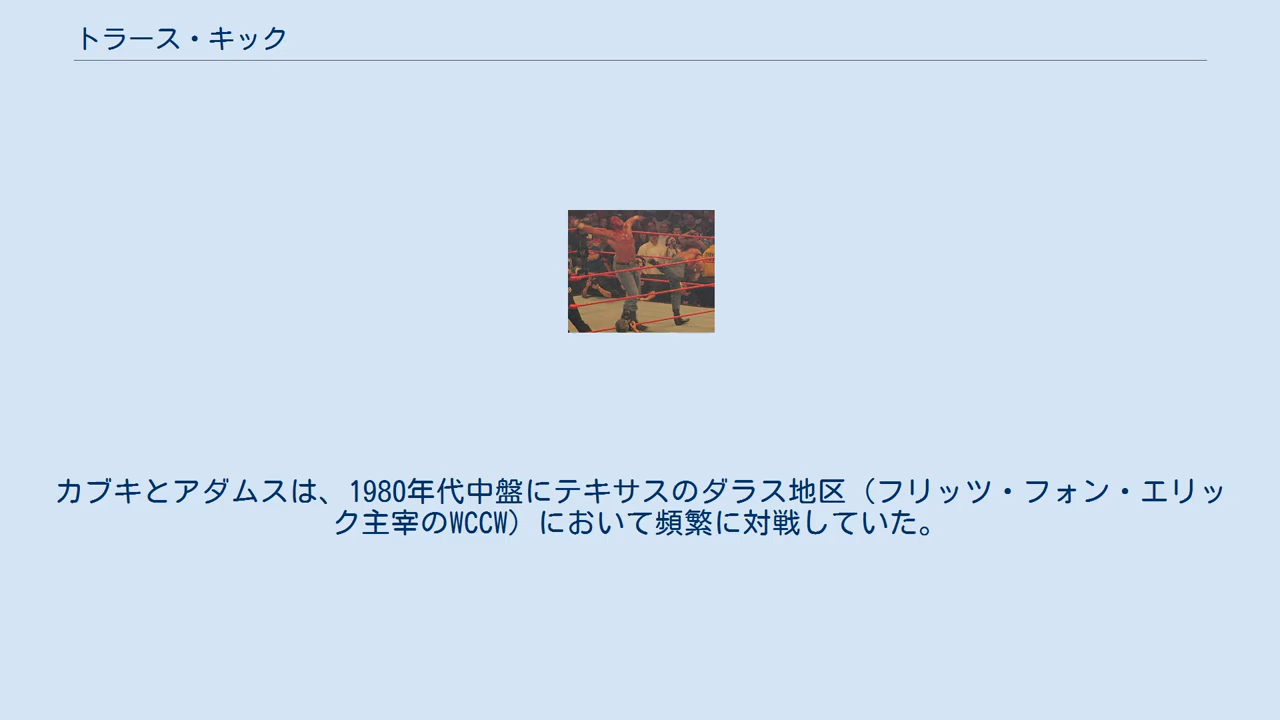 トラース・キック
カブキとアダムスは、1980年代中盤にテキサスのダラス地区（フリッツ・フォン・エリッ
ク主宰のWCCW）において頻繁に対戦していた。